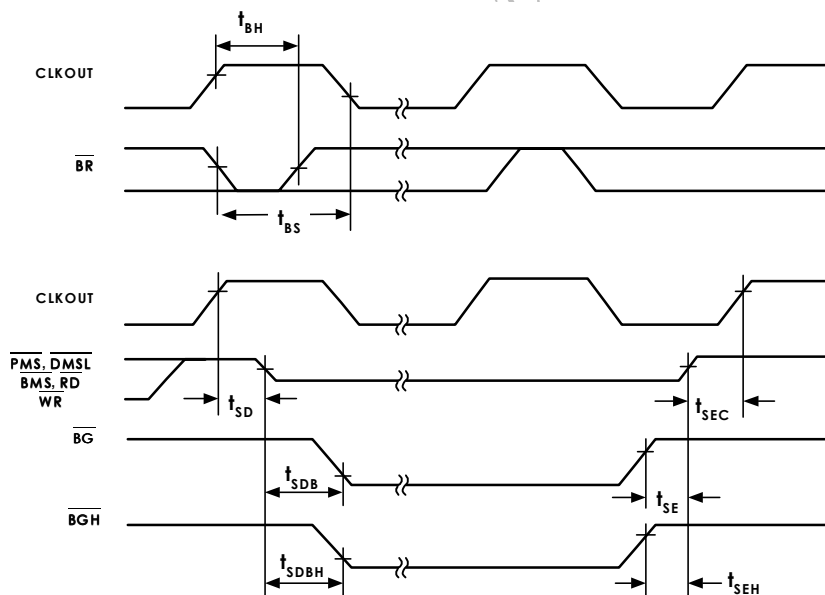 tBH
CLKOUT
BR
tBS
CLKOUT
PMS, DMSL
BMS, RD
WR
tSD
tSEC
BG
tSDB
tSE
BGH
tSDBH
tSEH